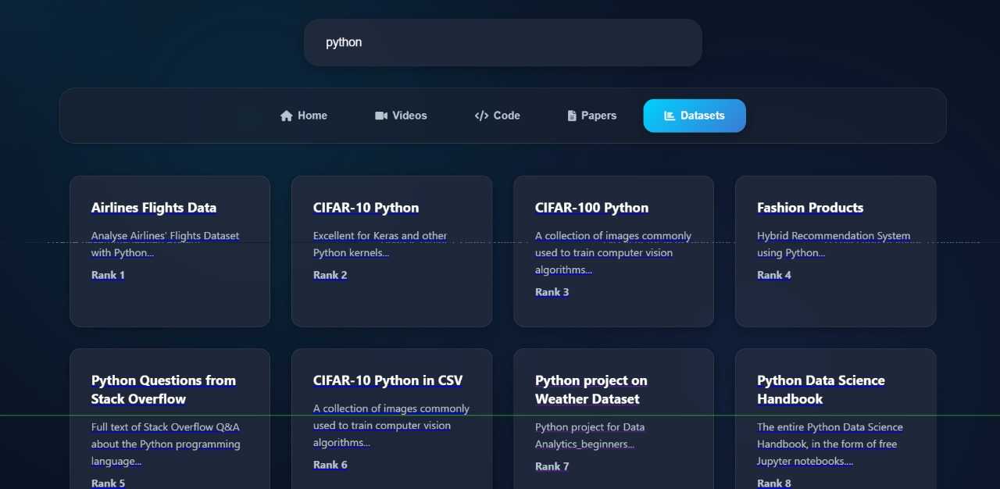 python
Home Videos Code Papers Datasets
Airlines Flights Data
Analyse Airlines' Flights Dataset
with Python...
Rank 1
CIFAR-10 Python
Excellent for Keras and other
Python kernels...
Rank 2
CIFAR-100 Python
A collection of images commonly
used to train computer vision
algorithms...
Rank 3
Fashion Products
Hybrid Recommendation System
using Python...
Rank 4
Python Questions from
Stack Overflow
Full text of Stack Overflow Q&A
about the Python programming
language...
Rank 5
CIFAR-10 Python in CSV
A collection of images commonly
used to train computer vision
algorithms...
Rank 6
Python project on
Weather Dataset
Python project for Data
Analytics_beginners...
Rank 7
Python Data Science
Handbook
The entire Python Data Science
Handbook, in the form of free
Jupyter notebooks....
Rank 8